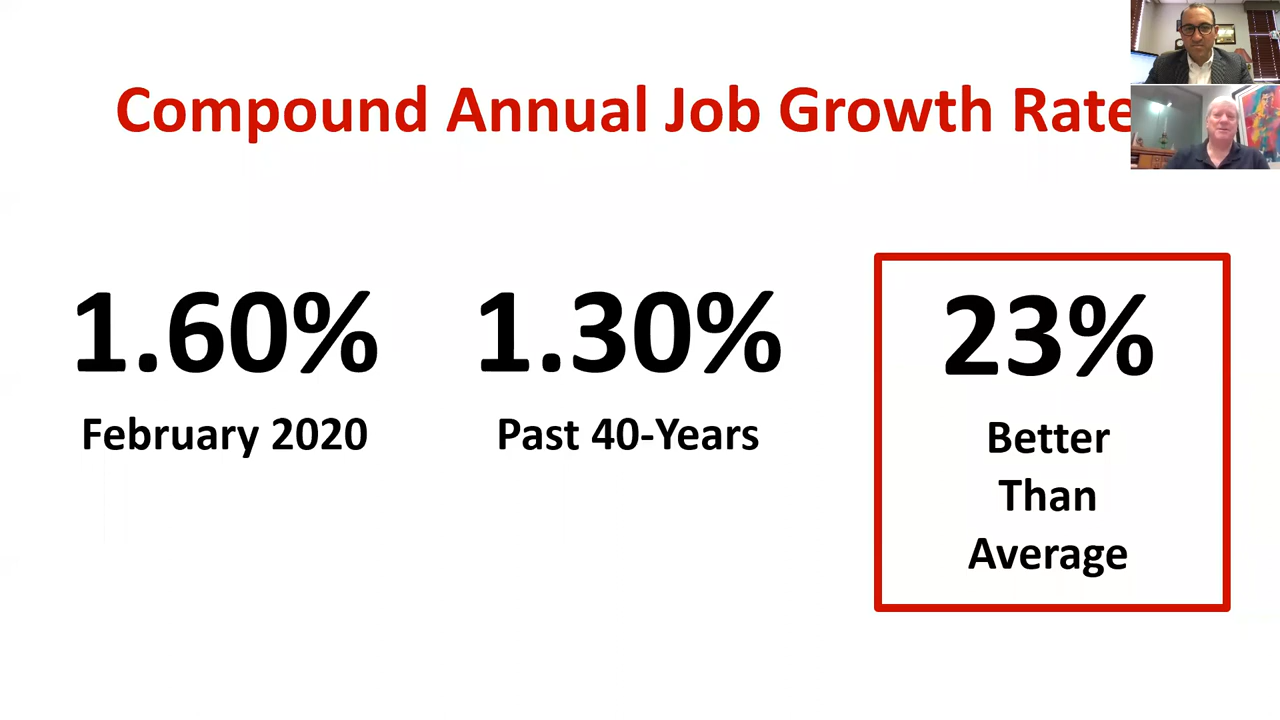 Compound Annual Job Growth Rate
1.60%
February 2020
1.30%
Past 40-Years
23%
Better
Than
Average